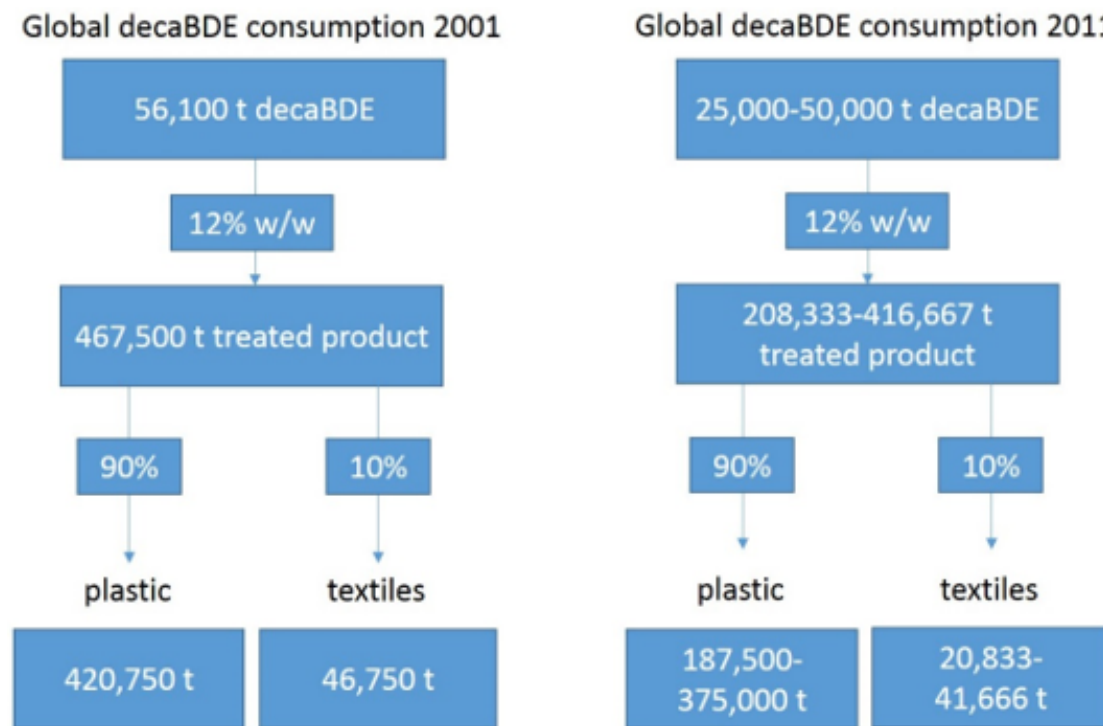 Global decaBDE consumption 2001
56,100 t decaBDE
12% w/w
467,500 t treated product
90%
10%
plastic
textiles
420,750 t
46,750 t
Global decaBDE consumption 2011
25,000-50,000 t decaBDE
12% w/w
208,333-416,667 t
treated product
90%
10%
plastic
textiles
187,500-
375,000 t
20,833-
41,666 t